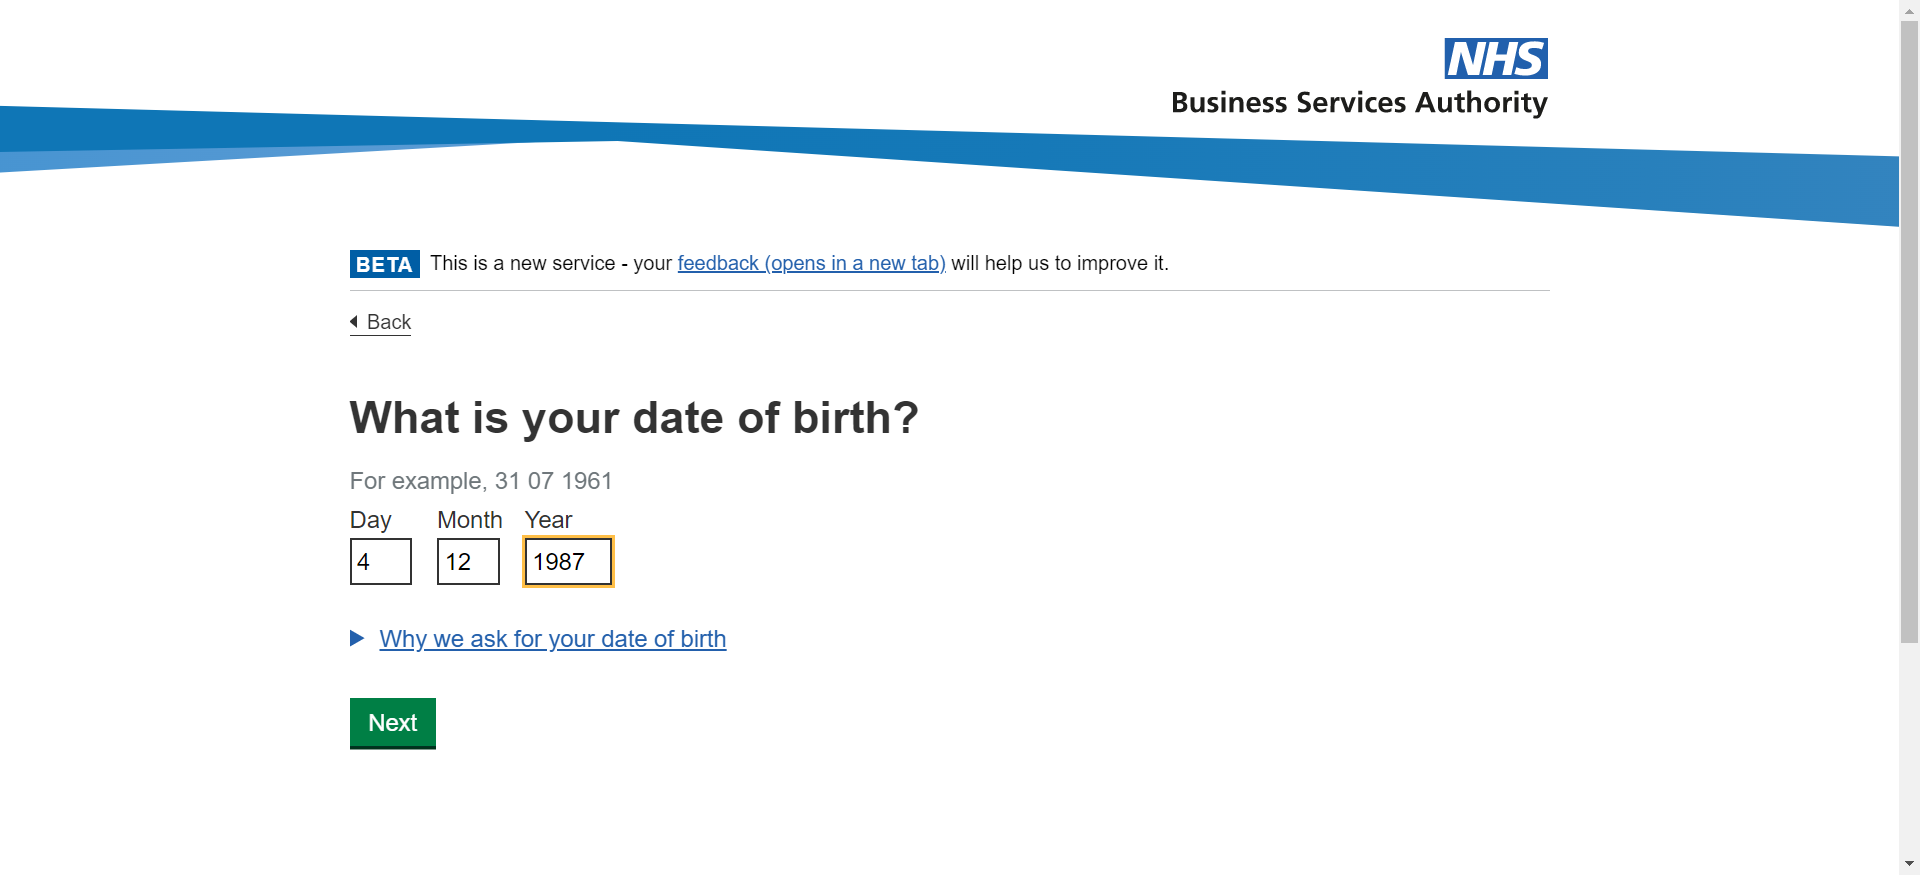 NHS
Business Services Authority
BETA This is a new service - your feedback (opens in a new tab) will help us to improve it.
Back
What is your date of birth?
For example, 31 07 1961
Day Month Year
4 12 1987
Why we ask for your date of birth
Next